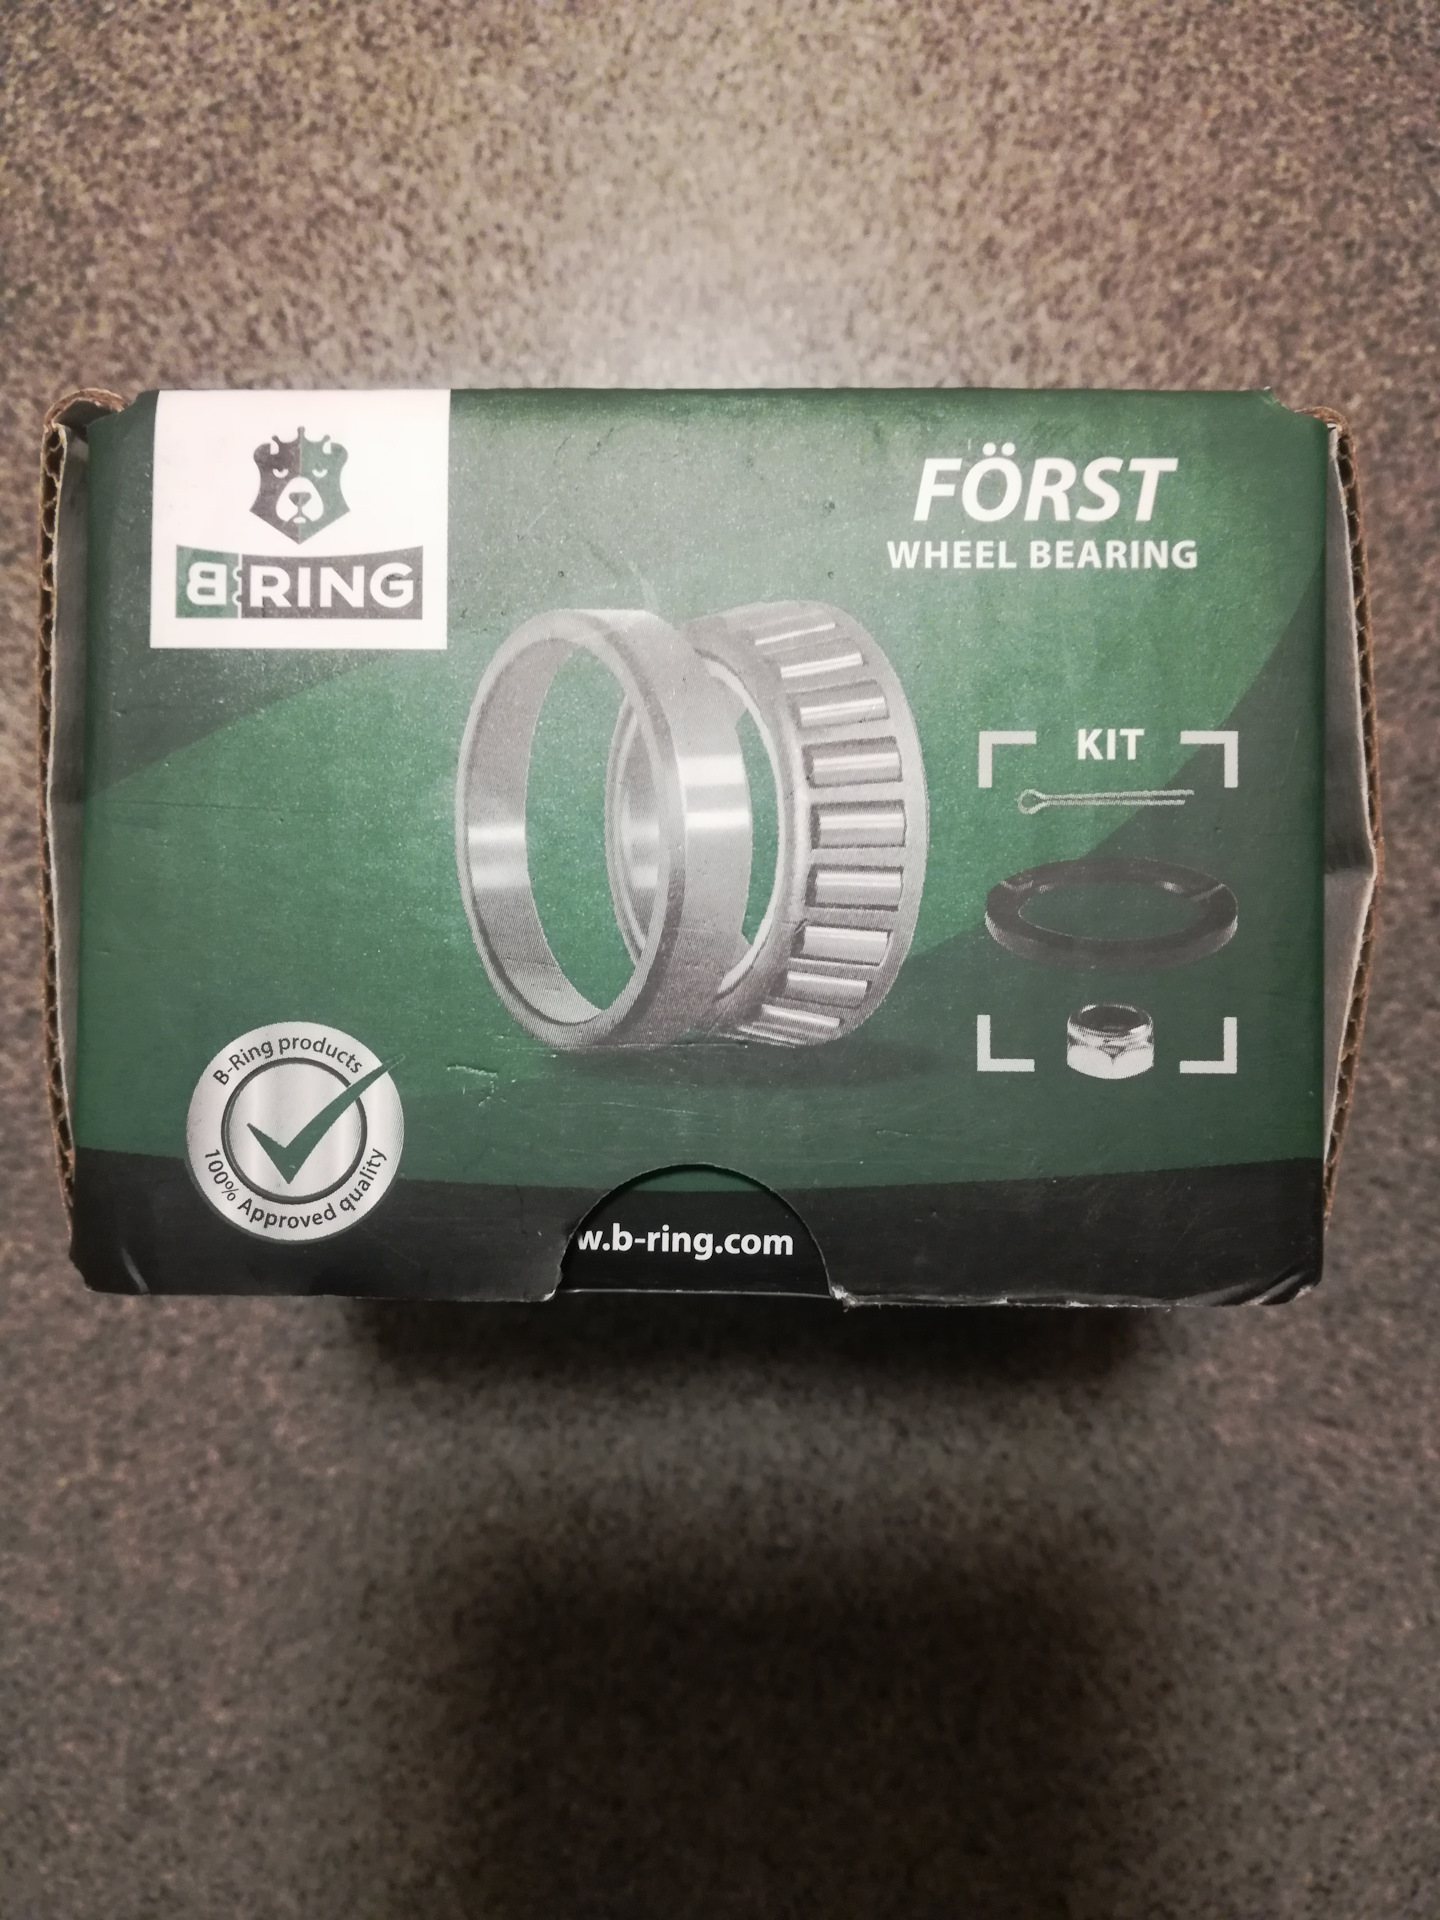 B-RING
FÖRST
WHEEL BEARING
KIT
B-Ring products
100% Approved quality
w.b-ring.com